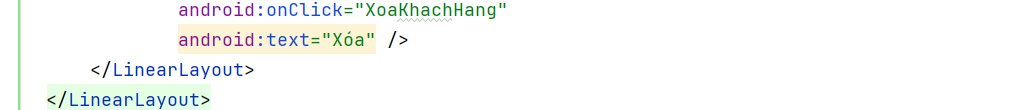 android:onClick="XoaKhachHang"
android:text="Xóa" />
</LinearLayout>
</LinearLayout>